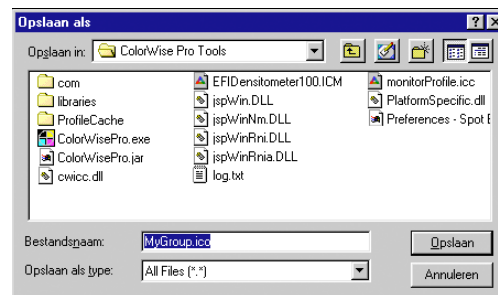 Opslaan als
Opslaan in: ColorWise Pro Tools
com
libraries
ProfileCache
ColorWisePro.exe
ColorWisePro.jar
cwicc.dll
EFIDensitometer100.ICM
jspWin.DLL
jspWinNm.DLL
jspWinRni.DLL
jspWinRnia.DLL
log.txt
monitorProfile.icc
PlatformSpecific.dll
Preferences - Spot E
Bestandsnaam: MyGroup.ico
Opslaan
Opslaan als type: All Files (*.*)
Annuleren